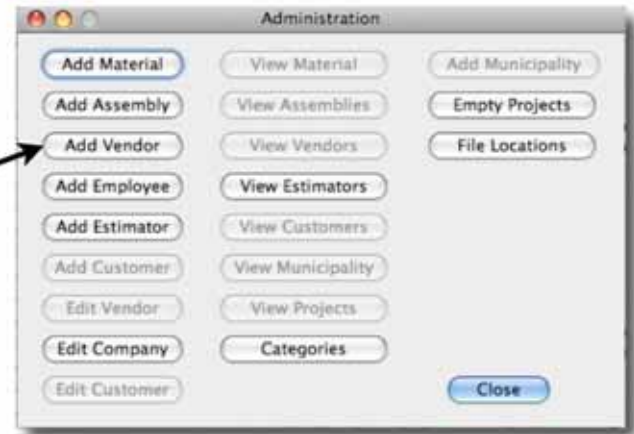 Administration
Add Material View Material Add Municipality
Add Assembly View Assemblies Empty Projects
Add Vendor View Vendors File Locations
Add Employee View Estimators
Add Estimator View Customers
Add Customer View Municipality
Edit Vendor View Projects
Edit Company Categories
Edit Customer Close